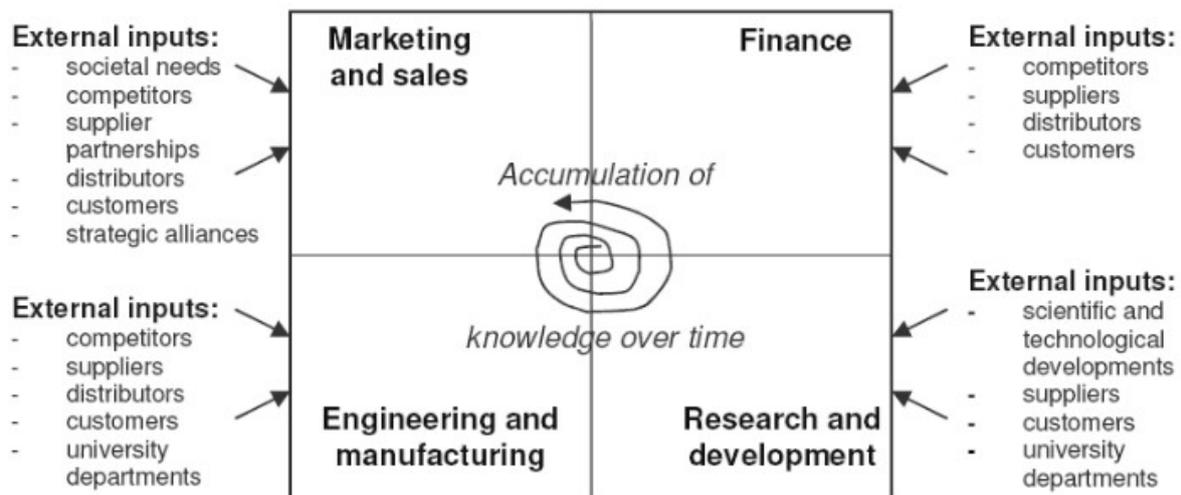 External inputs:
- societal needs
- competitors
- supplier
partnerships
- distributors
- customers
- strategic alliances
Marketing
and sales
Finance
External inputs:
- competitors
- suppliers
- distributors
- customers
Accumulation of
knowledge over time
External inputs:
- competitors
- suppliers
- distributors
- customers
- university
departments
Engineering and
manufacturing
Research and
development
External inputs:
- scientific and
technological
developments
- suppliers
- customers
- university
departments